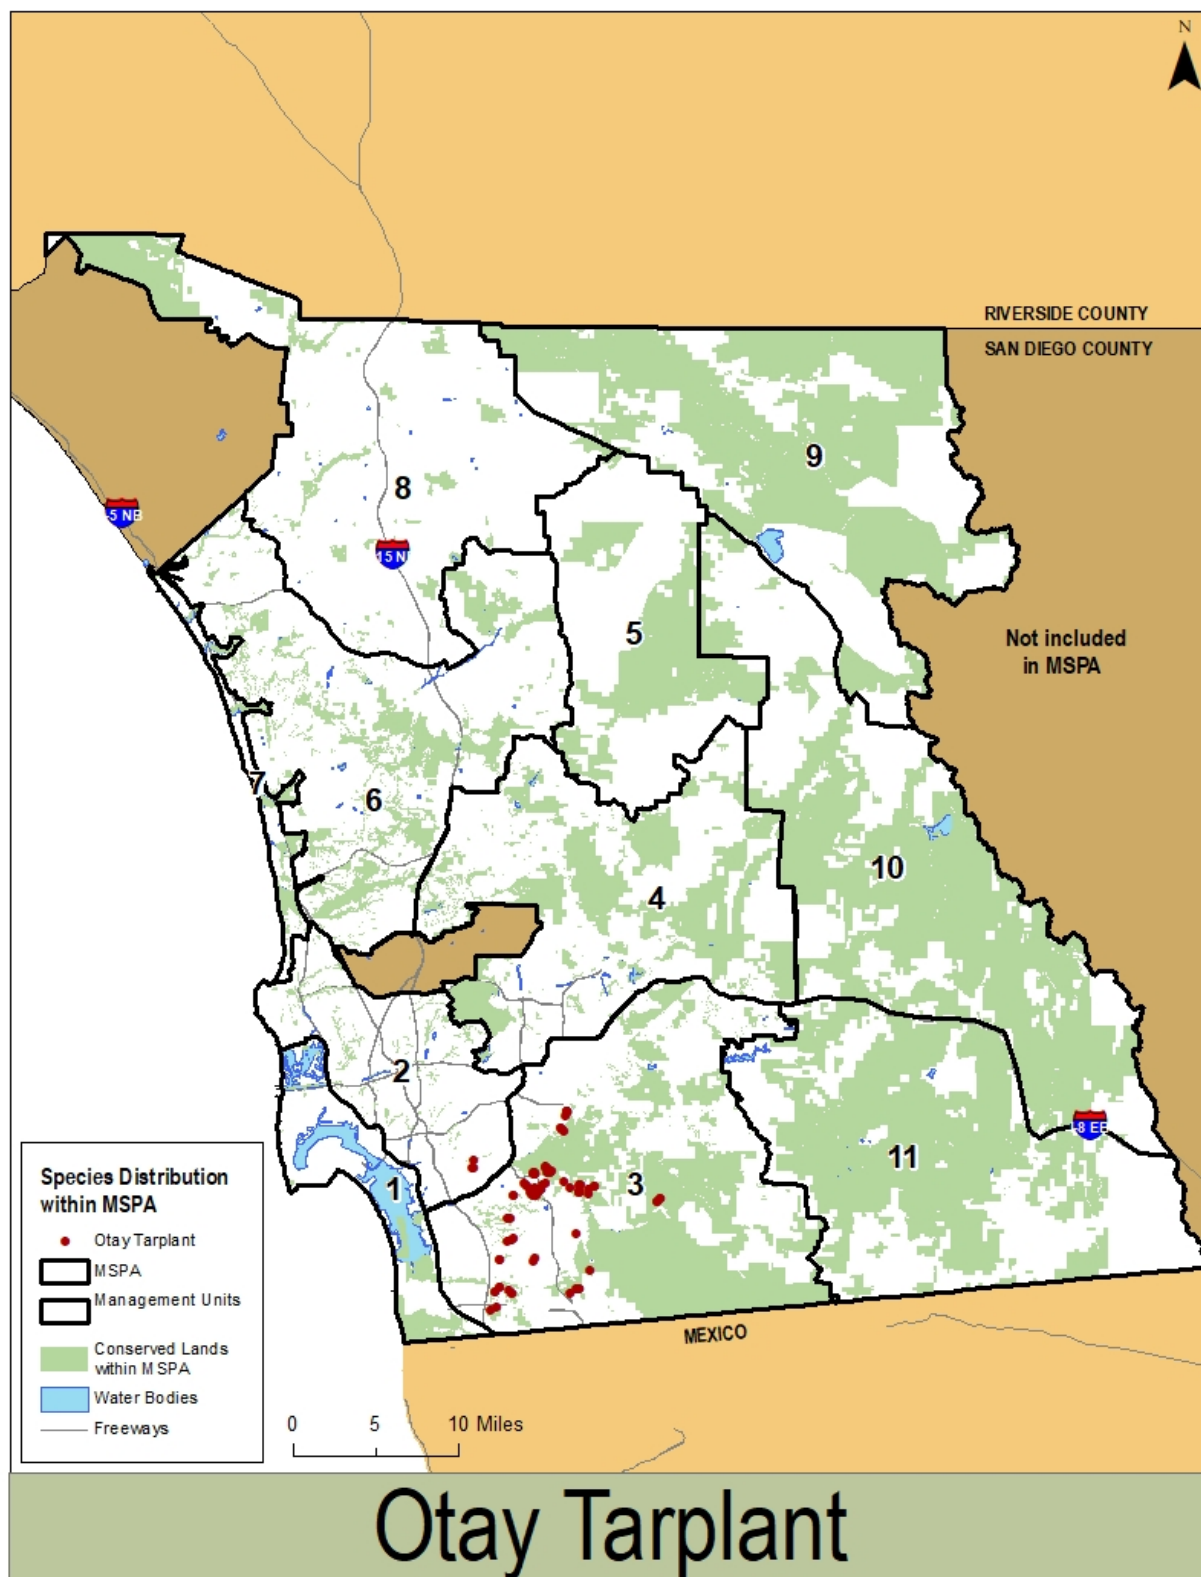 N
RIVERSIDE COUNTY
SAN DIEGO COUNTY
9
8
-5 NB
15 N
5
Not included
in MSPA
7
6
10
4
2
-8 EB
11
3
1
Species Distribution
within MSPA
Otay Tarplant
MSPA
Management Units
Conserved Lands
within MSPA
Water Bodies
Freeways
MEXICO
0 5 10 Miles
Otay Tarplant